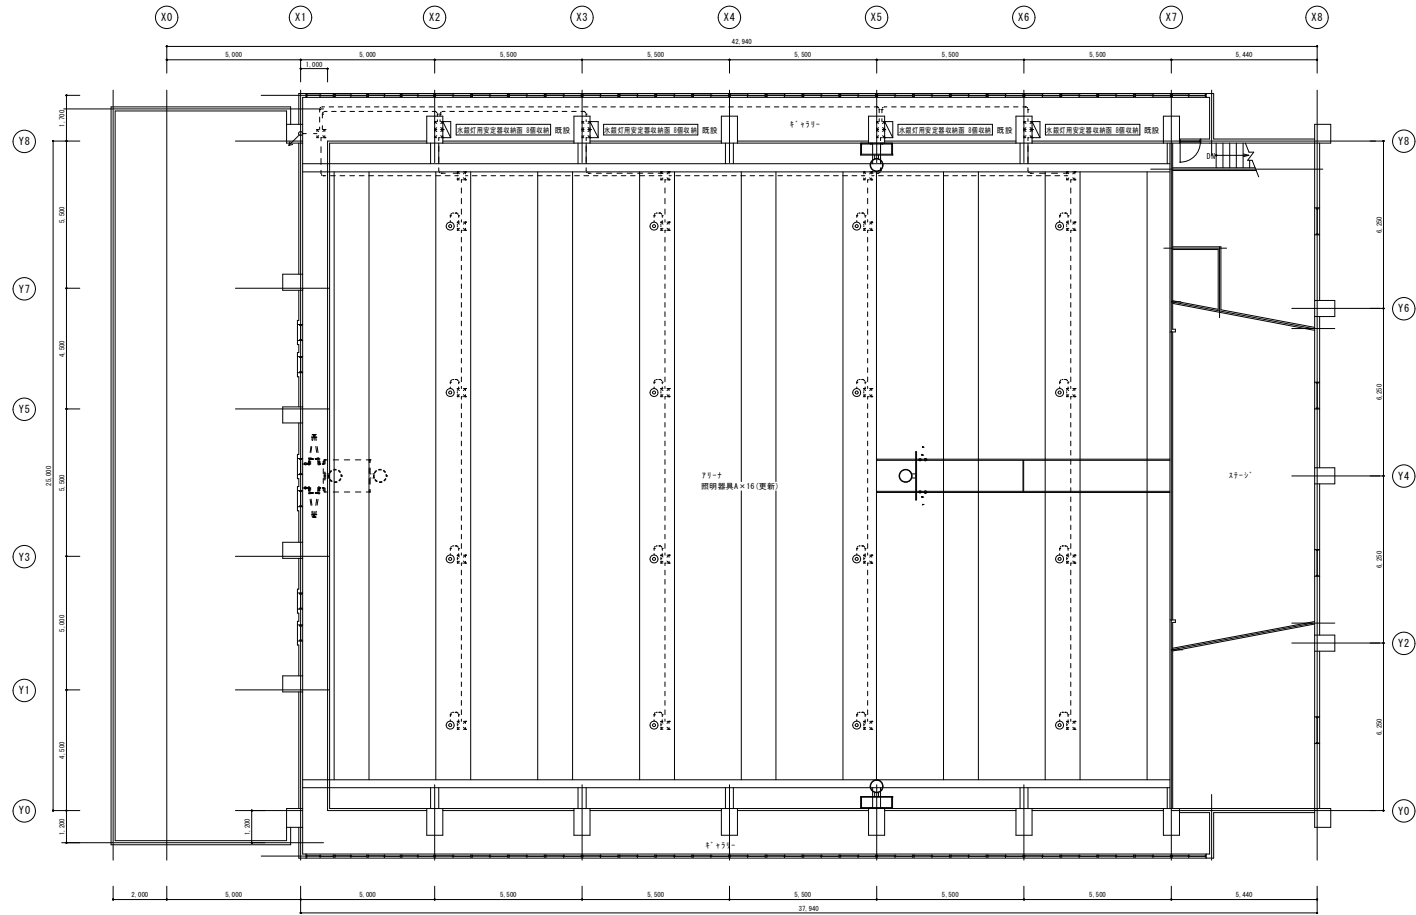 X0 X1 X2 X3 X4 X5 X6 X7 X8
42,940
5,000 5,000 5,500 5,500 5,500 5,500 5,500 5,440
1,000
1,700
ギャラリー
水銀灯用安定器収納函 8個収納 既設
水銀灯用安定器収納函 8個収納 既設
水銀灯用安定器収納函 8個収納 既設
水銀灯用安定器収納函 8個収納 既設
Y8 Y8
DN
5,500
6,250
Y7
Y6
4,500
6,250
Y5
25,000
5,500
アリーナ
照明器具A×16(更新)
ステージ
Y4
Y3
6,250
5,000
Y2
Y1
4,500
6,250
Y0 Y0
1,200 1,200
ギャラリー
2,000 5,000 5,000 5,500 5,500 5,500 5,500 5,500 5,440
37,940